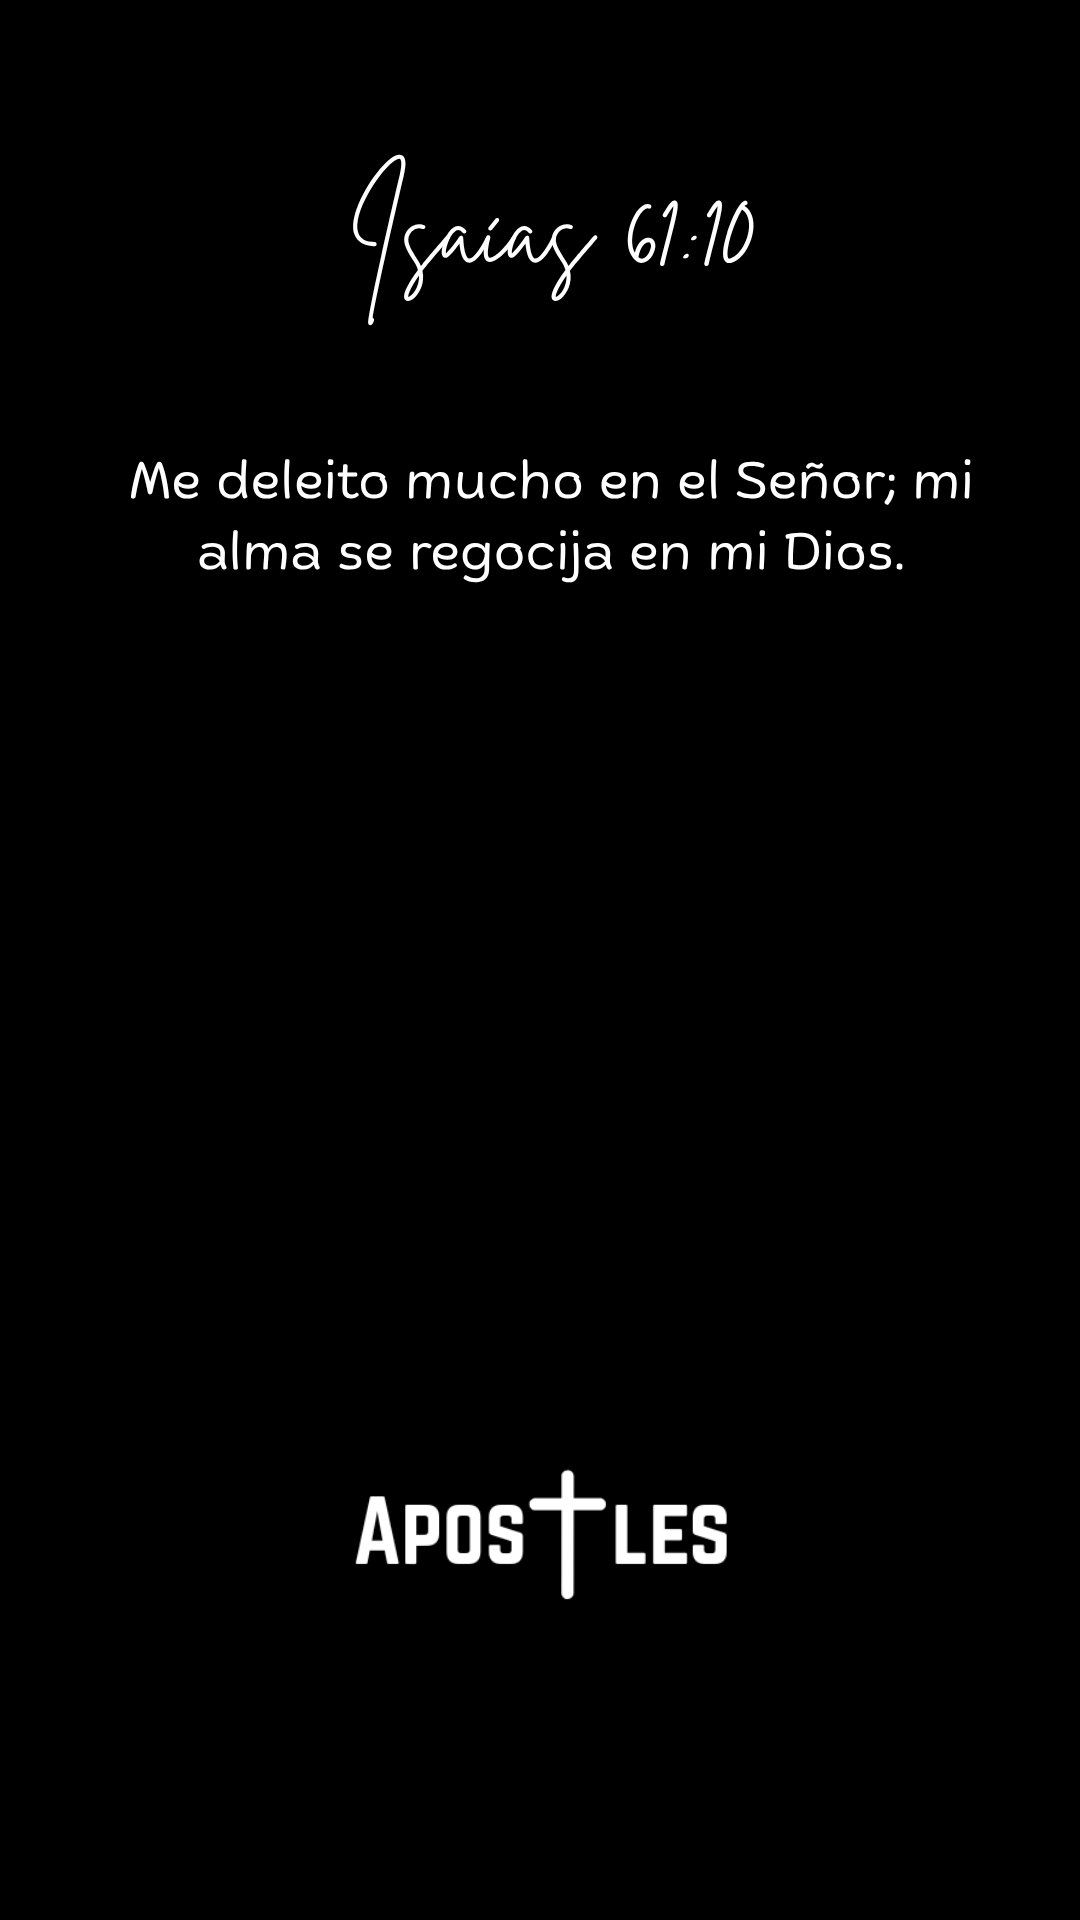 Isaías 61:10
Me deleito mucho en el Señor; mi
alma se regocija en mi Dios.
APOSTLES